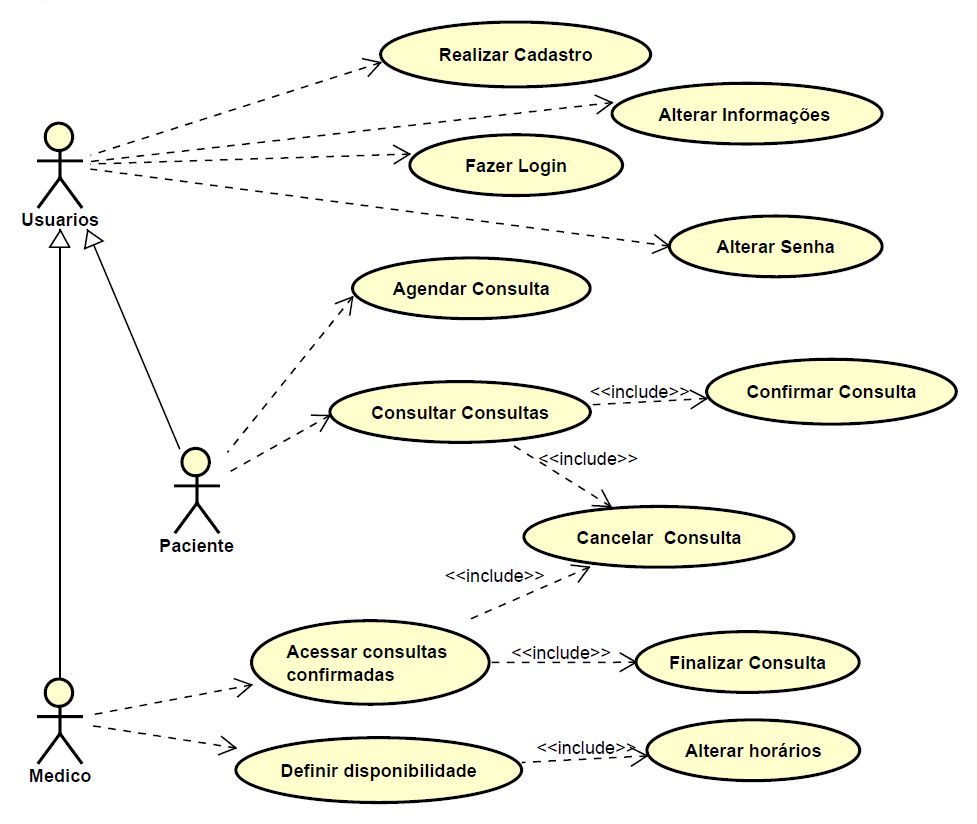 Realizar Cadastro
Alterar Informações
Fazer Login
Usuarios
Alterar Senha
Agendar Consulta
<<include>>
Confirmar Consulta
Consultar Consultas
<<include>>
Paciente
Cancelar  Consulta
<<include>>
Acessar consultas
confirmadas
<<include>>
Finalizar Consulta
Medico
Definir disponibilidade
<<include>>
Alterar horários